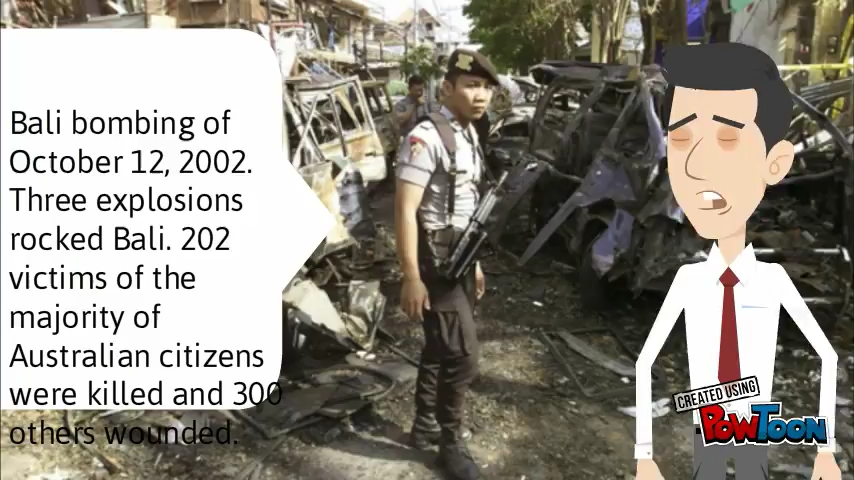 Bali bombing of
October 12, 2002.
Three explosions
rocked Bali. 202
victims of the
majority of
Australian citizens
were killed and 300
others wounded.
CREATED USING
POWTOON